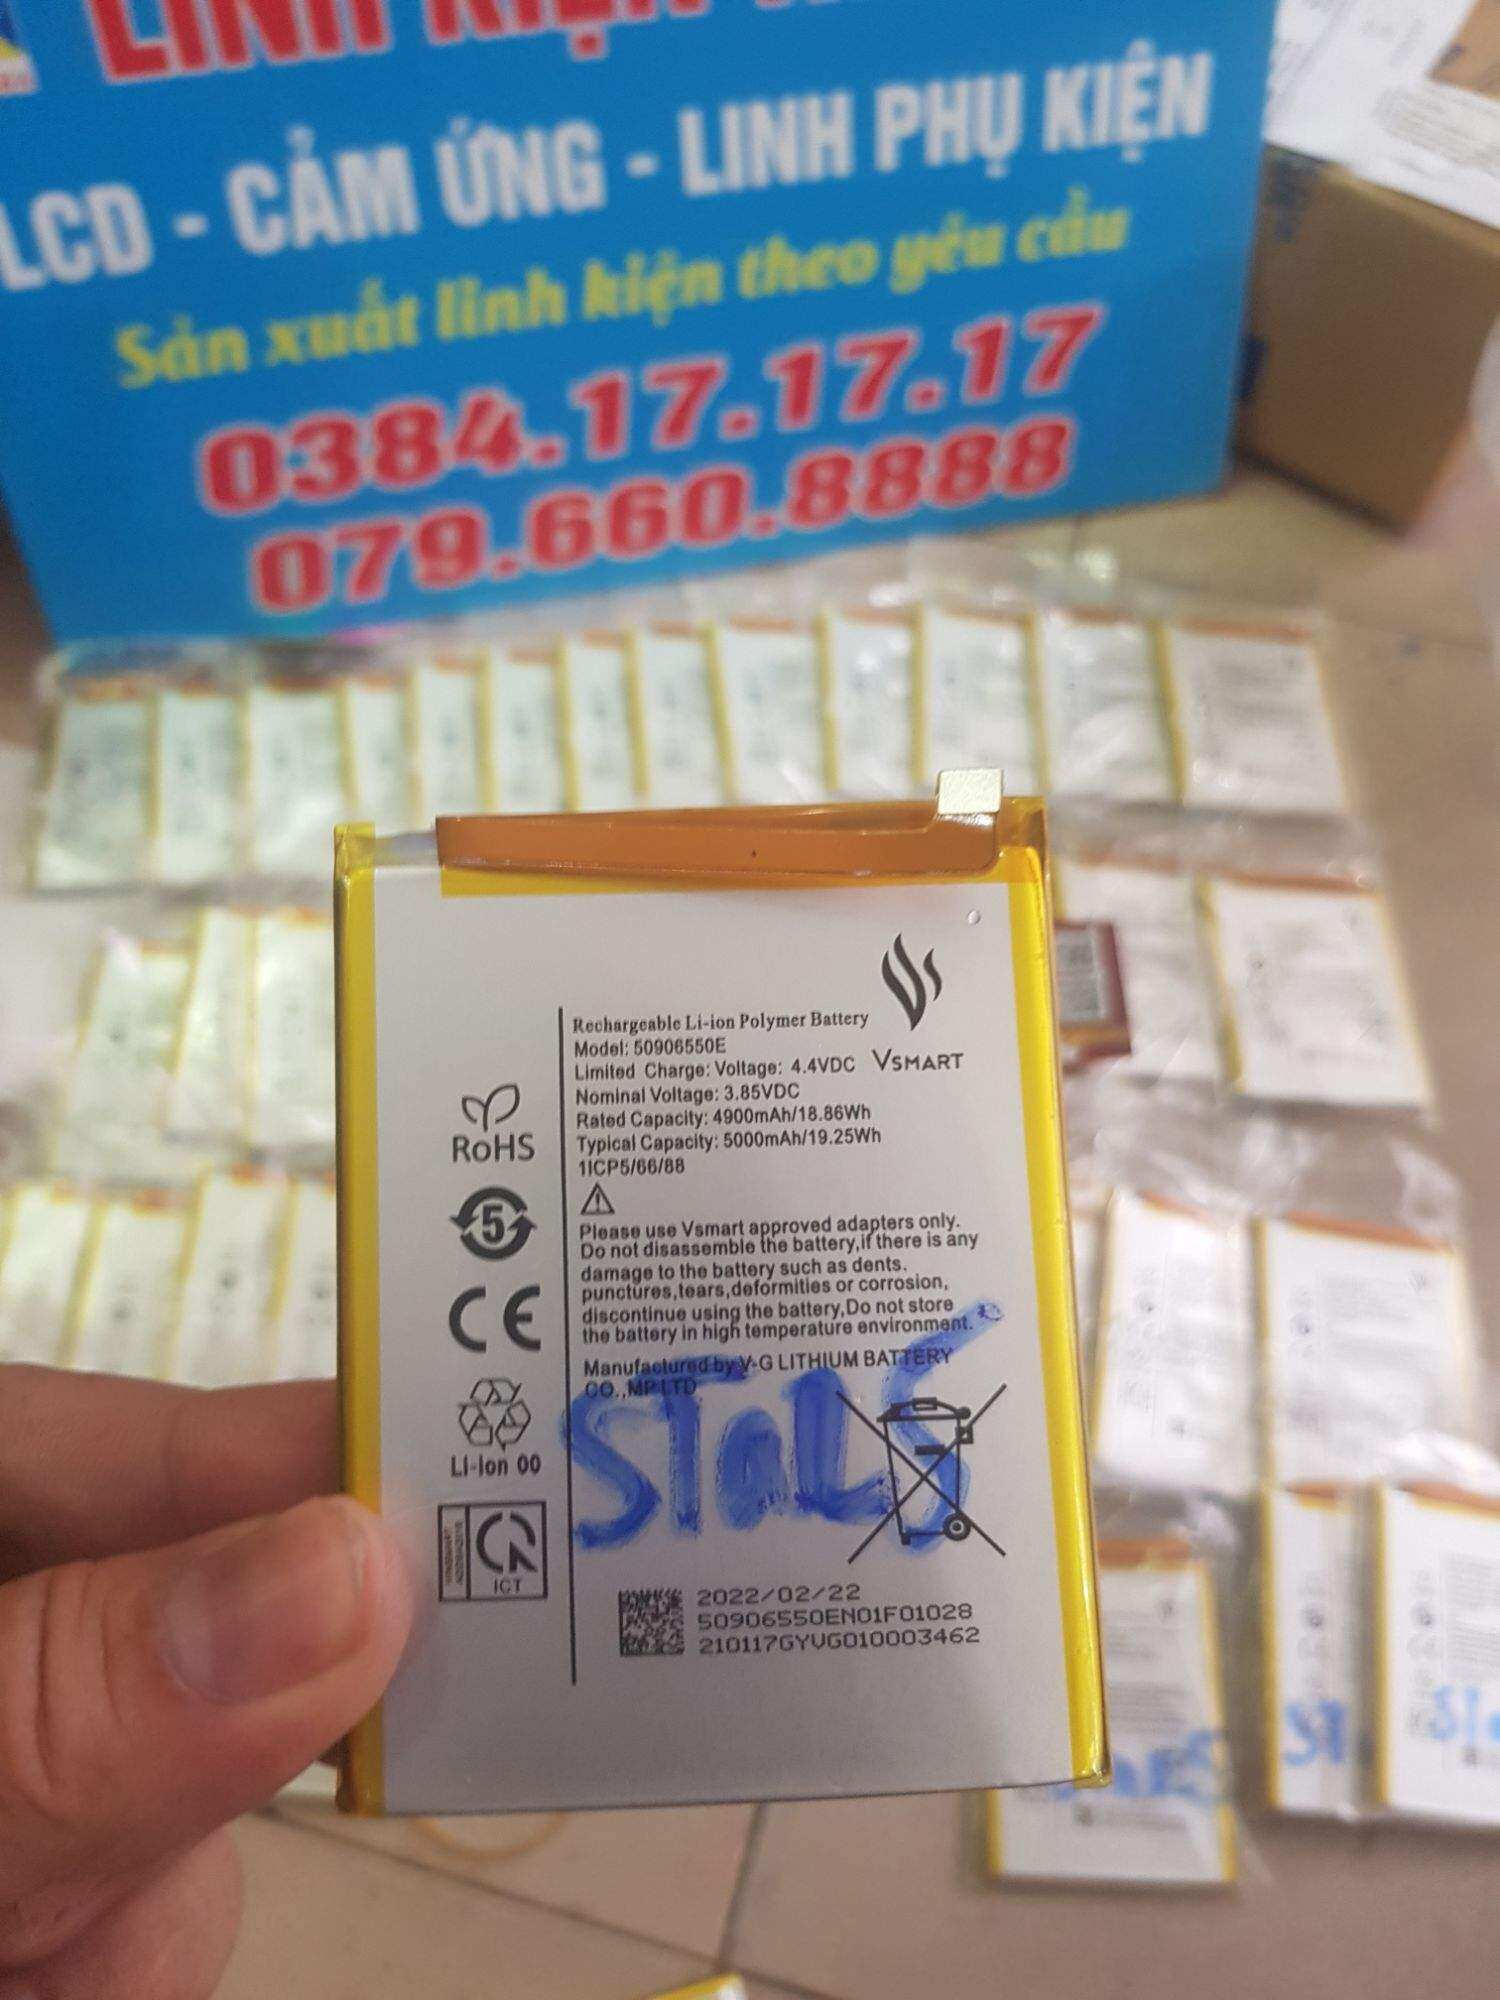 LCD - CẢM ỨNG - LINH PHỤ KIỆN
Sản xuất linh kiện theo yêu cầu
0384.17.17.17
079.660.8888
Rechargeable Li-ion Polymer Battery
Model: 50906550E
Limited Charge: Voltage: 4.4VDC
VSMART
Nominal Voltage: 3.85VDC
Rated Capacity: 4900mAh/18.86Wh
Typical Capacity: 5000mAh/19.25Wh
1ICP5/66/88
Please use Vsmart approved adapters only.
Do not disassemble the battery,if there is any
damage to the battery such as dents.
punctures,tears,deformities or corrosion,
discontinue using the battery,Do not store
the battery in high temperature environment.
Manufactured by V-G LITHIUM BATTERY
CO.,MP LTD
RoHS
5
CE
Li-ion 00
ICT
STaR5
2022/02/22
50906550EN01F01028
210117GYVG010003462